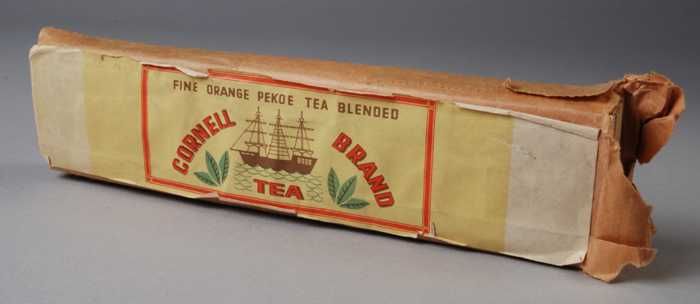 FINE ORANGE PEKOE TEA BLENDED
CORNELL BRAND
TEA